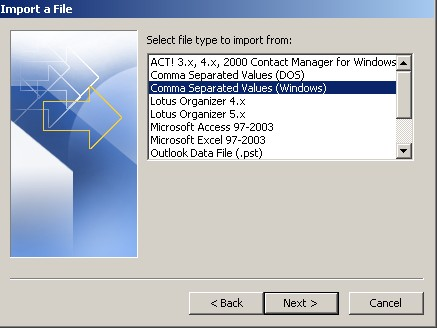 Import a File
Select file type to import from:
ACT! 3.x, 4.x, 2000 Contact Manager for Windows
Comma Separated Values (DOS)
Comma Separated Values (Windows)
Lotus Organizer 4.x
Lotus Organizer 5.x
Microsoft Access 97-2003
Microsoft Excel 97-2003
Outlook Data File (.pst)
< Back
Next >
Cancel